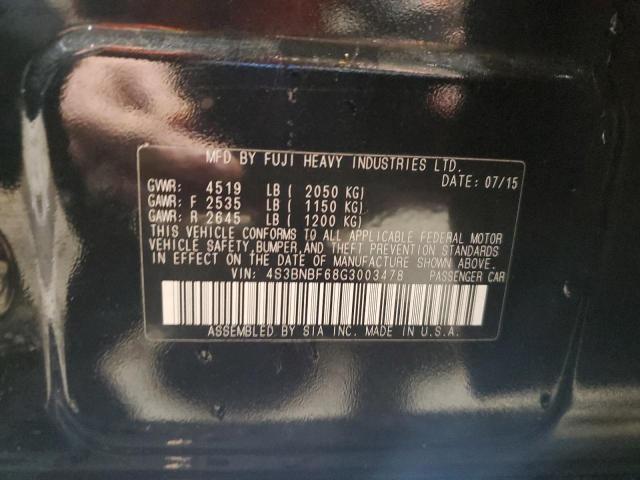 MFD BY FUJI HEAVY INDUSTRIES LTD.
DATE: 07/15
GVWR: 4519 LB ( 2050 KG)
GAWR: F 2535 LB ( 1150 KG)
GAWR: R 2645 LB ( 1200 KG)
THIS VEHICLE CONFORMS TO ALL APPLICABLE FEDERAL MOTOR
VEHICLE SAFETY, BUMPER, AND THEFT PREVENTION STANDARDS
IN EFFECT ON THE DATE OF MANUFACTURE SHOWN ABOVE.
VIN: 4S3BNBF68G3003478 PASSENGER CAR
ASSEMBLED BY SIA INC. MADE IN U.S.A.